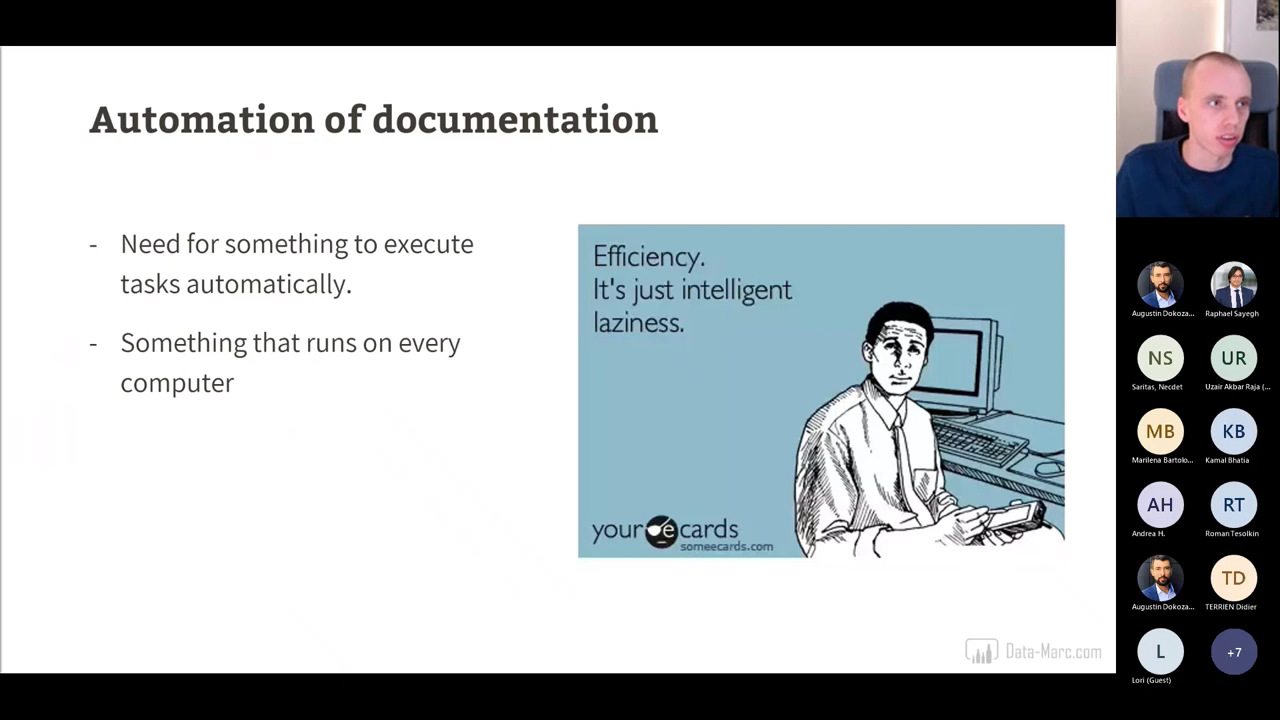 Automation of documentation
- Need for something to execute
tasks automatically.
- Something that runs on every
computer
Efficiency.
It's just intelligent
laziness.
your e cards
someecards.com
Data-Marc.com
Augustin Dokoza...
Raphael Sayegh
NS
UR
Saritas, Necdet
Uzair Akbar Raja (...
MB
KB
Marilena Bartolo...
Kamal Bhatia
AH
RT
Andrea H.
Roman Tesolkin
TD
Augustin Dokoza...
TERRIEN Didier
L
+7
Lori (Guest)